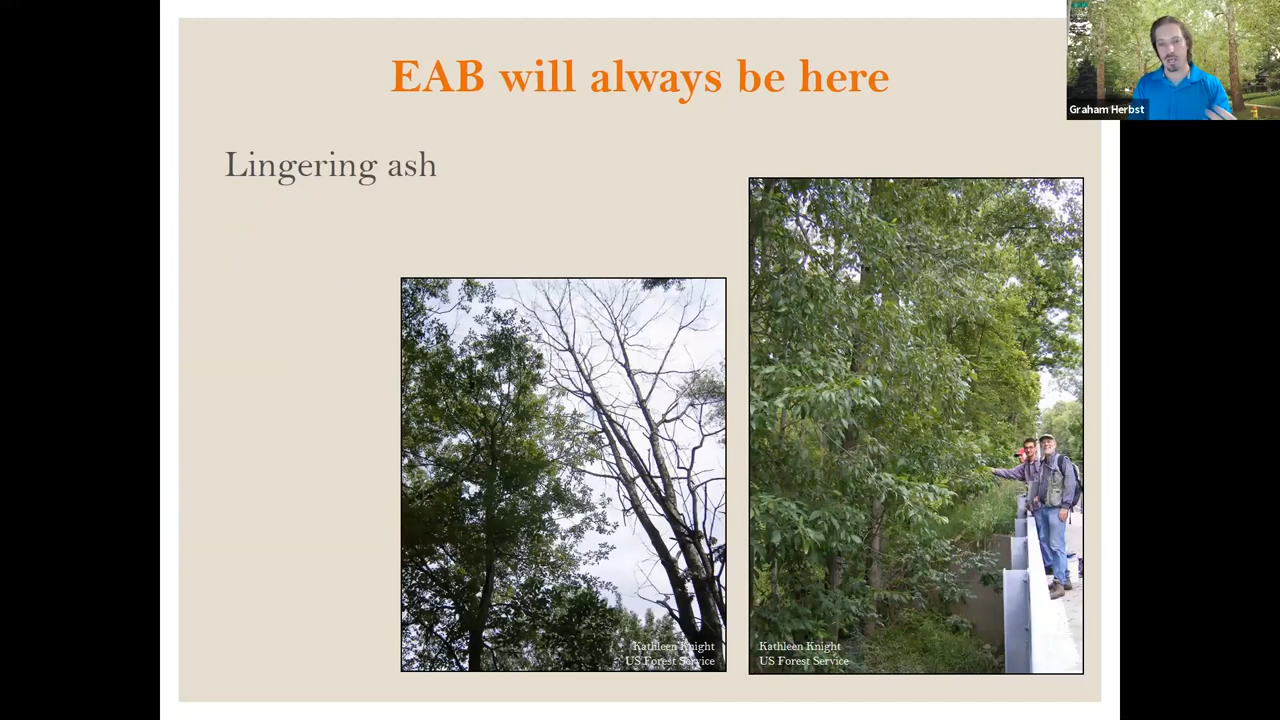 EAB will always be here
Graham Herbst
Lingering ash
Kathleen Knight
US Forest Service
Kathleen Knight
US Forest Service